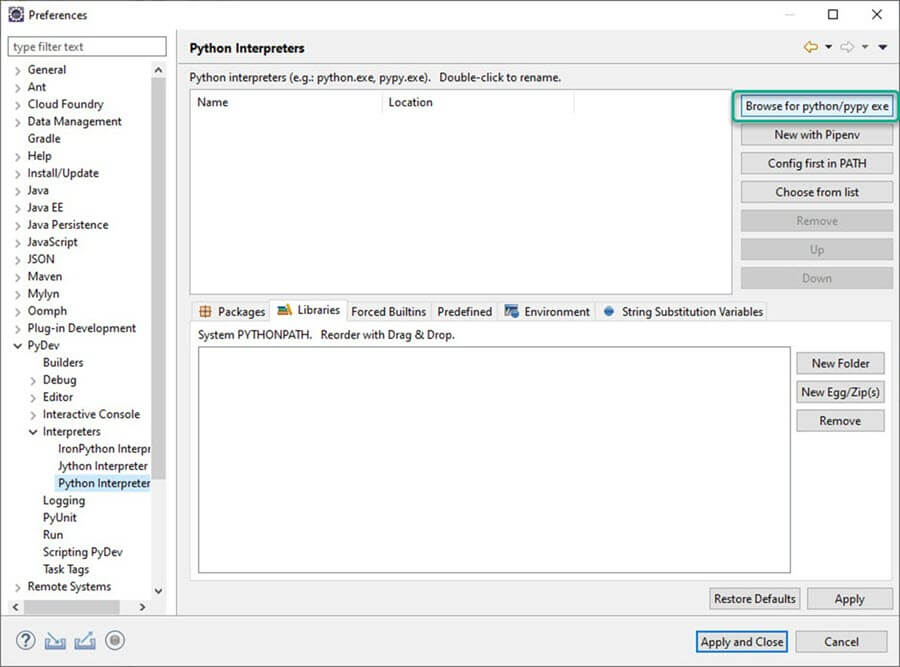 Preferences
type filter text
General
Ant
Cloud Foundry
Data Management
Gradle
Help
Install/Update
Java
Java EE
Java Persistence
JavaScript
JSON
Maven
Mylyn
Oomph
Plug-in Development
PyDev
Builders
Debug
Editor
Interactive Console
Interpreters
IronPython Interpr
Jython Interpreter
Python Interpreter
Logging
PyUnit
Run
Scripting PyDev
Task Tags
Remote Systems
Python Interpreters
Python interpreters (e.g.: python.exe, pypy.exe). Double-click to rename.
Name Location
Browse for python/pypy exe
New with Pipenv
Config first in PATH
Choose from list
Remove
Up
Down
Packages Libraries Forced Builtins Predefined Environment String Substitution Variables
System PYTHONPATH. Reorder with Drag & Drop.
New Folder
New Egg/Zip(s)
Remove
Restore Defaults Apply
Apply and Close Cancel